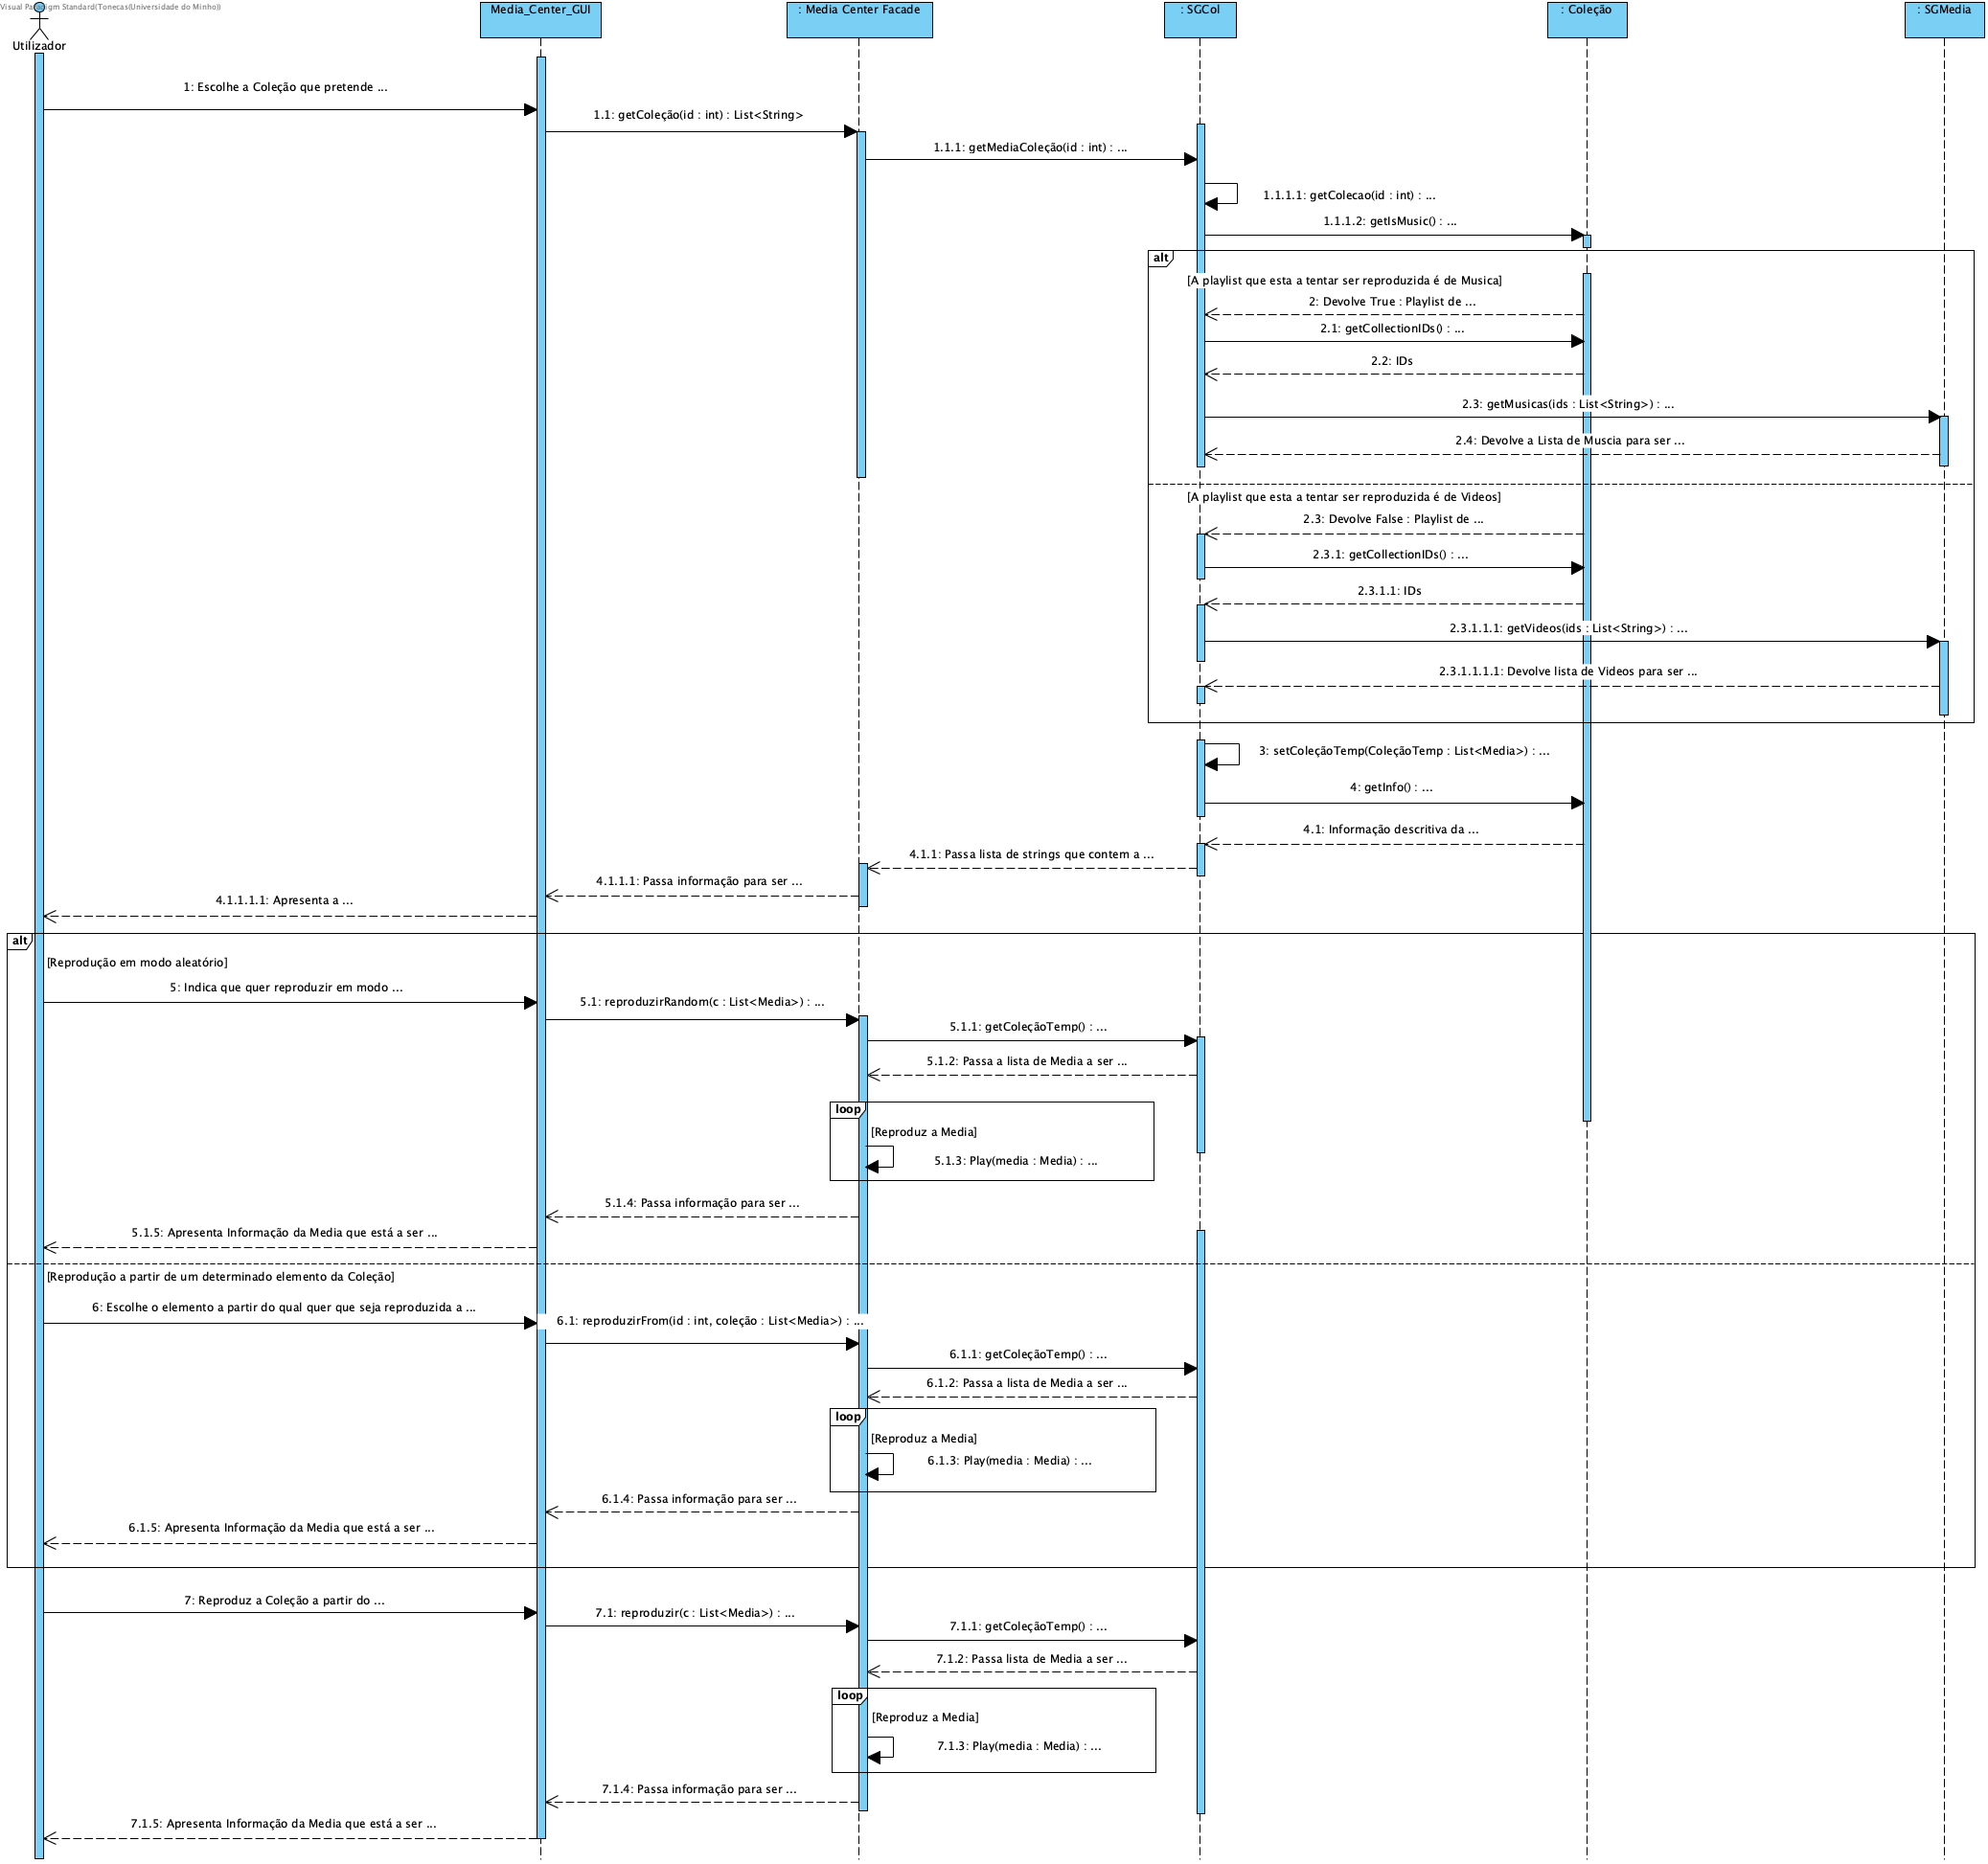 Visual Paradigm Standard(Tonecas(Universidade do Minho))
Utilizador
Media_Center_GUI
: Media Center Facade
: SGCol
: Coleção
: SGMedia
1: Escolhe a Coleção que pretende ...
1.1: getColeção(id : int) : List<String>
1.1.1: getMediaColeção(id : int) : ...
1.1.1.1: getColecao(id : int) : ...
1.1.1.2: getIsMusic() : ...
alt
[A playlist que esta a tentar ser reproduzida é de Musica]
2: Devolve True : Playlist de ...
2.1: getCollectionIDs() : ...
2.2: IDs
2.3: getMusicas(ids : List<String>) : ...
2.4: Devolve a Lista de Muscia para ser ...
[A playlist que esta a tentar ser reproduzida é de Videos]
2.3: Devolve False : Playlist de ...
2.3.1: getCollectionIDs() : ...
2.3.1.1: IDs
2.3.1.1.1: getVideos(ids : List<String>) : ...
2.3.1.1.1.1: Devolve lista de Videos para ser ...
3: setColeçãoTemp(ColeçãoTemp : List<Media>) : ...
4: getInfo() : ...
4.1: Informação descritiva da ...
4.1.1: Passa lista de strings que contem a ...
4.1.1.1: Passa informação para ser ...
4.1.1.1.1: Apresenta a ...
alt
[Reprodução em modo aleatório]
5: Indica que quer reproduzir em modo ...
5.1: reproduzirRandom(c : List<Media>) : ...
5.1.1: getColeçãoTemp() : ...
5.1.2: Passa a lista de Media a ser ...
loop
[Reproduz a Media]
5.1.3: Play(media : Media) : ...
5.1.4: Passa informação para ser ...
5.1.5: Apresenta Informação da Media que está a ser ...
[Reprodução a partir de um determinado elemento da Coleção]
6: Escolhe o elemento a partir do qual quer que seja reproduzida a ...
6.1: reproduzirFrom(id : int, coleção : List<Media>) : ...
6.1.1: getColeçãoTemp() : ...
6.1.2: Passa a lista de Media a ser ...
loop
[Reproduz a Media]
6.1.3: Play(media : Media) : ...
6.1.4: Passa informação para ser ...
6.1.5: Apresenta Informação da Media que está a ser ...
7: Reproduz a Coleção a partir do ...
7.1: reproduzir(c : List<Media>) : ...
7.1.1: getColeçãoTemp() : ...
7.1.2: Passa lista de Media a ser ...
loop
[Reproduz a Media]
7.1.3: Play(media : Media) : ...
7.1.4: Passa informação para ser ...
7.1.5: Apresenta Informação da Media que está a ser ...